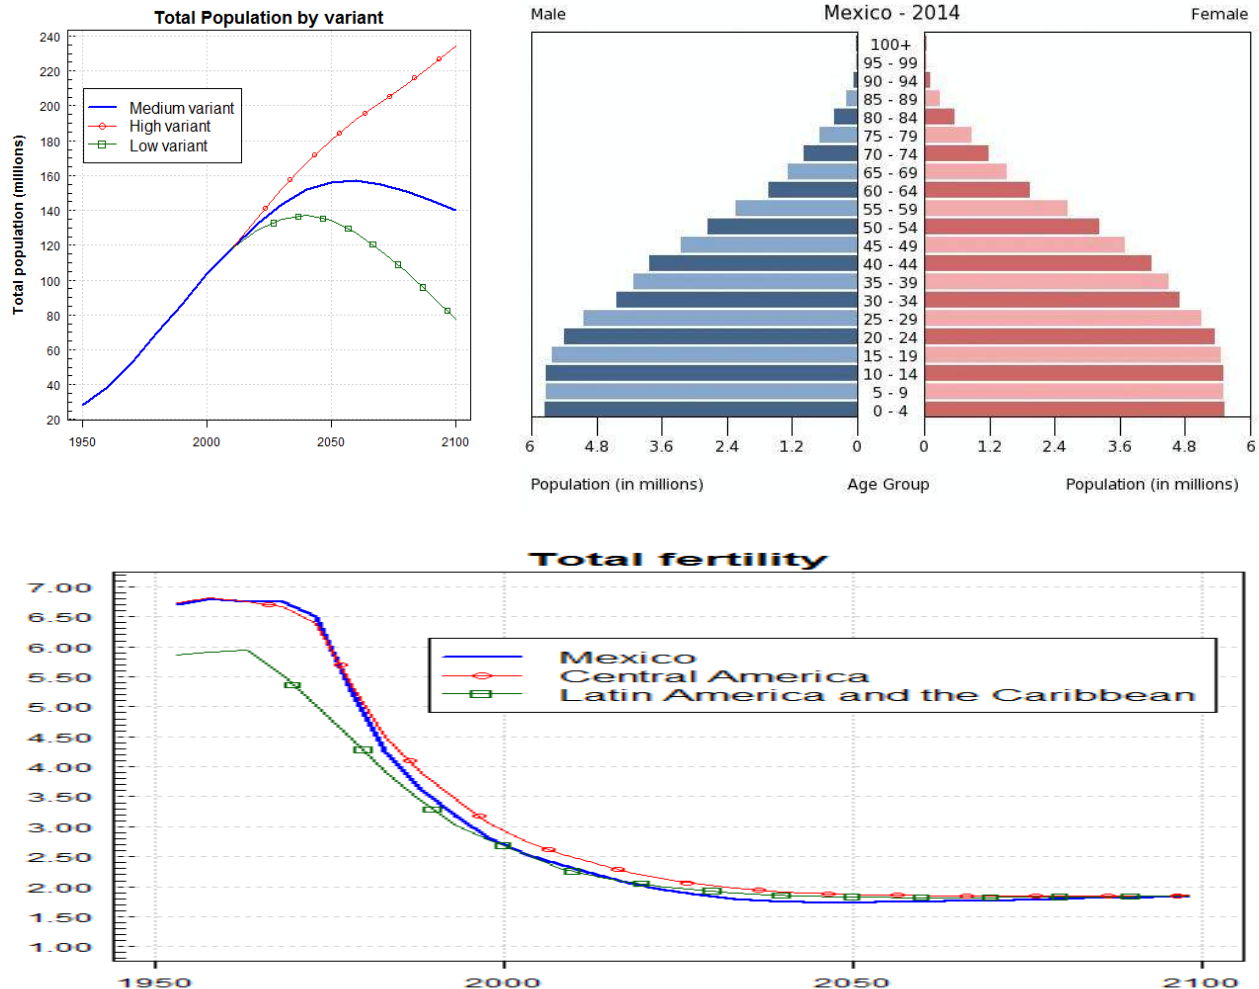 Total Population by variant
240
220
200
180
160
140
120
100
80
60
40
20
Total population (millions)
Medium variant
High variant
Low variant
1950 2000 2050 2100
Male Mexico - 2014 Female
100+
95 - 99
90 - 94
85 - 89
80 - 84
75 - 79
70 - 74
65 - 69
60 - 64
55 - 59
50 - 54
45 - 49
40 - 44
35 - 39
30 - 34
25 - 29
20 - 24
15 - 19
10 - 14
5 - 9
0 - 4
6 4.8 3.6 2.4 1.2 0 0 1.2 2.4 3.6 4.8 6
Population (in millions) Age Group Population (in millions)
Total fertility
7.00
6.50
6.00
5.50
5.00
4.50
4.00
3.50
3.00
2.50
2.00
1.50
1.00
Mexico
Central America
Latin America and the Caribbean
1950 2000 2050 2100